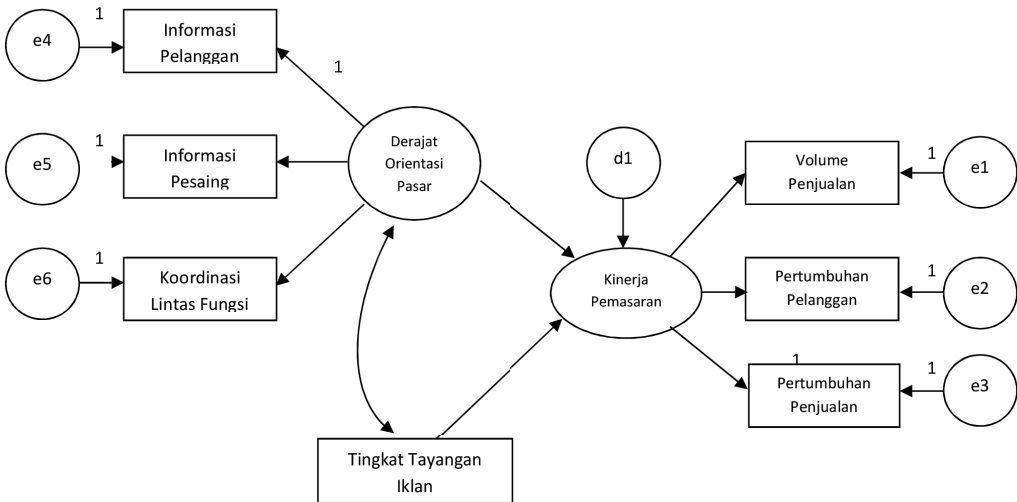 1
e4
Informasi
Pelanggan
1
1
e5
Informasi
Pesaing
Derajat
Orientasi
Pasar
d1
Volume
Penjualan
1
e1
1
e6
Koordinasi
Lintas Fungsi
Kinerja
Pemasaran
Pertumbuhan
Pelanggan
1
e2
1
Pertumbuhan
Penjualan
1
e3
Tingkat Tayangan
Iklan